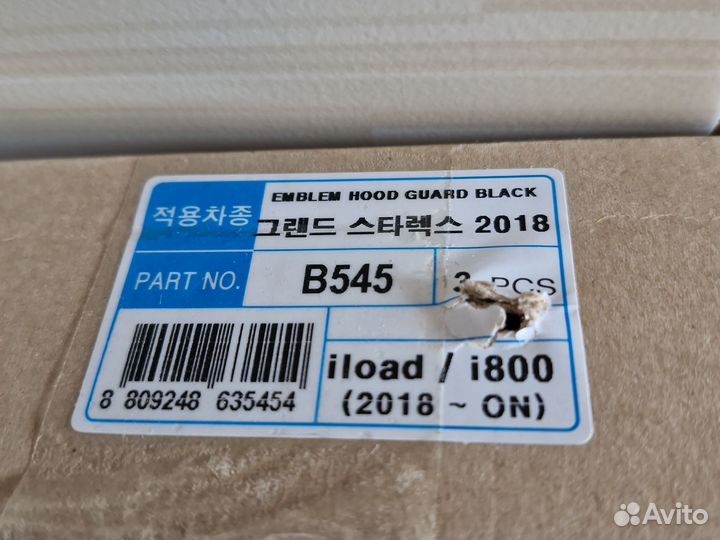 EMBLEM HOOD GUARD BLACK
적용차종 그랜드 스타렉스 2018
PART NO. B545 3 PCS
iload / i800
8 809248 635454 (2018 ~ ON)
Avito